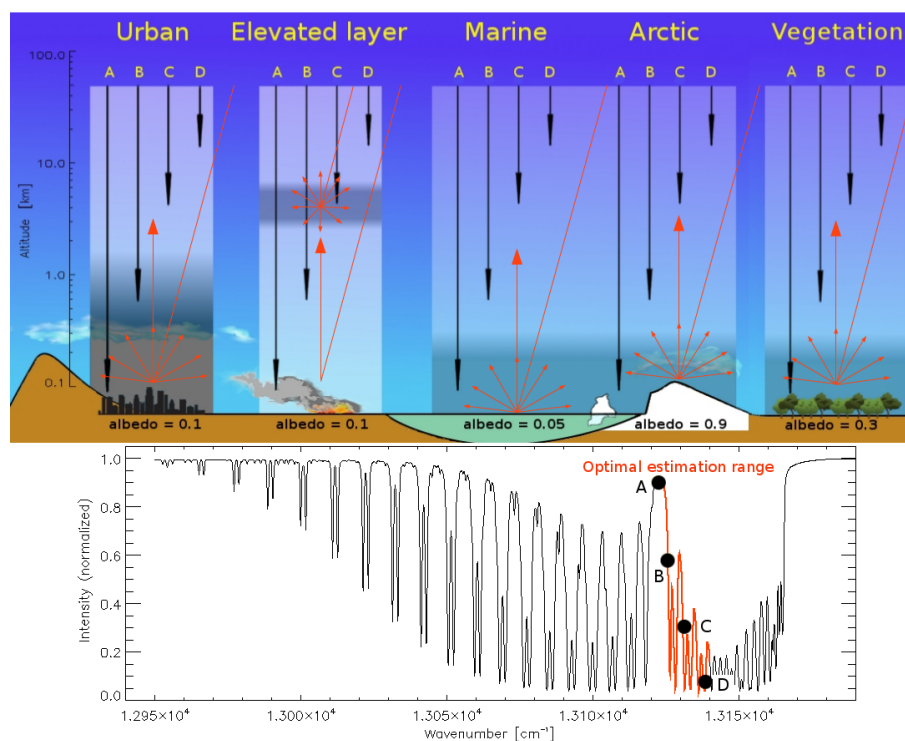 Urban Elevated layer Marine Arctic Vegetation
100.0
A B C D A B C D A B C D A B C D A B C D
10.0
Altitude [km]
1.0
0.1
albedo = 0.1 albedo = 0.1 albedo = 0.05 albedo = 0.9 albedo = 0.3
1.0
Optimal estimation range
A
0.8
0.6
B
Intensity (normalized)
0.4
C
0.2
D
0.0
1.295×10⁴ 1.300×10⁴ 1.305×10⁴ 1.310×10⁴ 1.315×10⁴
Wavenumber [cm⁻¹]